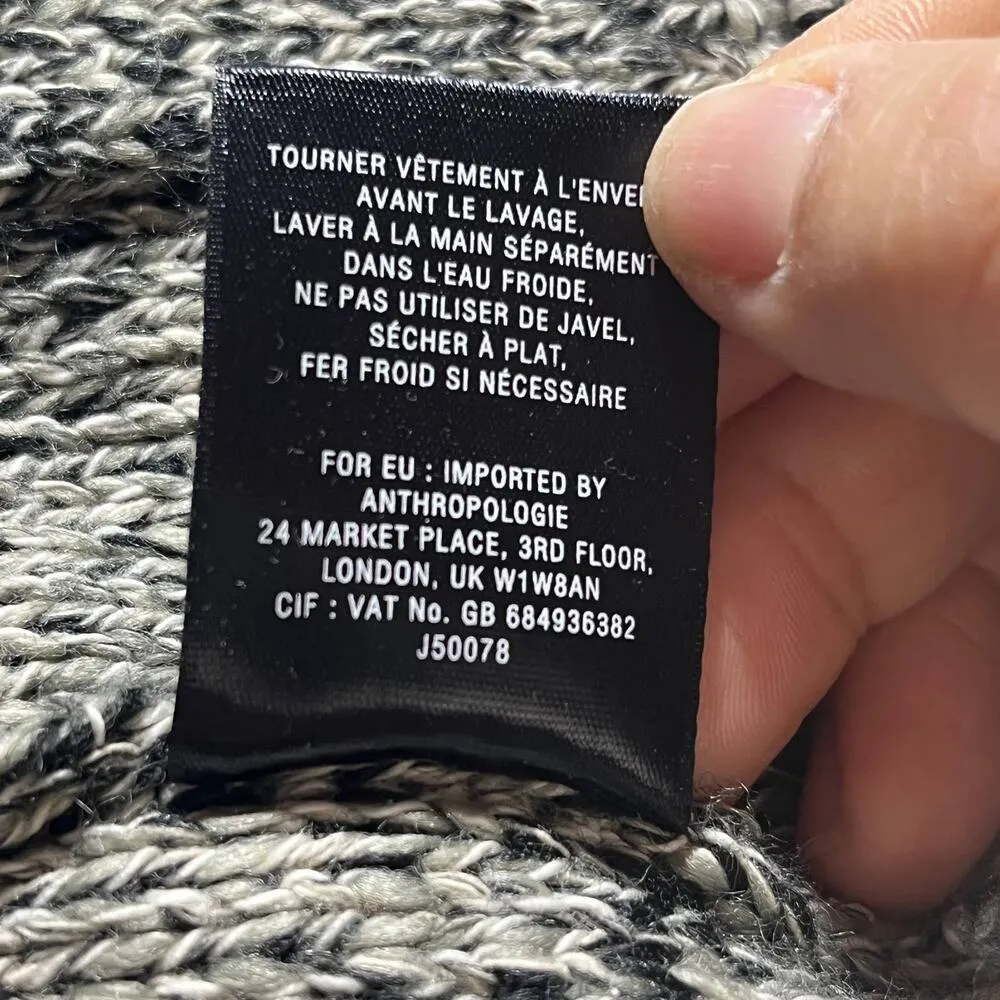 TOURNER VÊTEMENT À L'ENVE
AVANT LE LAVAGE,
LAVER À LA MAIN SÉPARÉMENT
DANS L'EAU FROIDE,
NE PAS UTILISER DE JAVEL,
SÉCHER À PLAT,
FER FROID SI NÉCESSAIRE
FOR EU : IMPORTED BY
ANTHROPOLOGIE
24 MARKET PLACE, 3RD FLOOR,
LONDON, UK W1W8AN
CIF : VAT No. GB 684936382
J50078